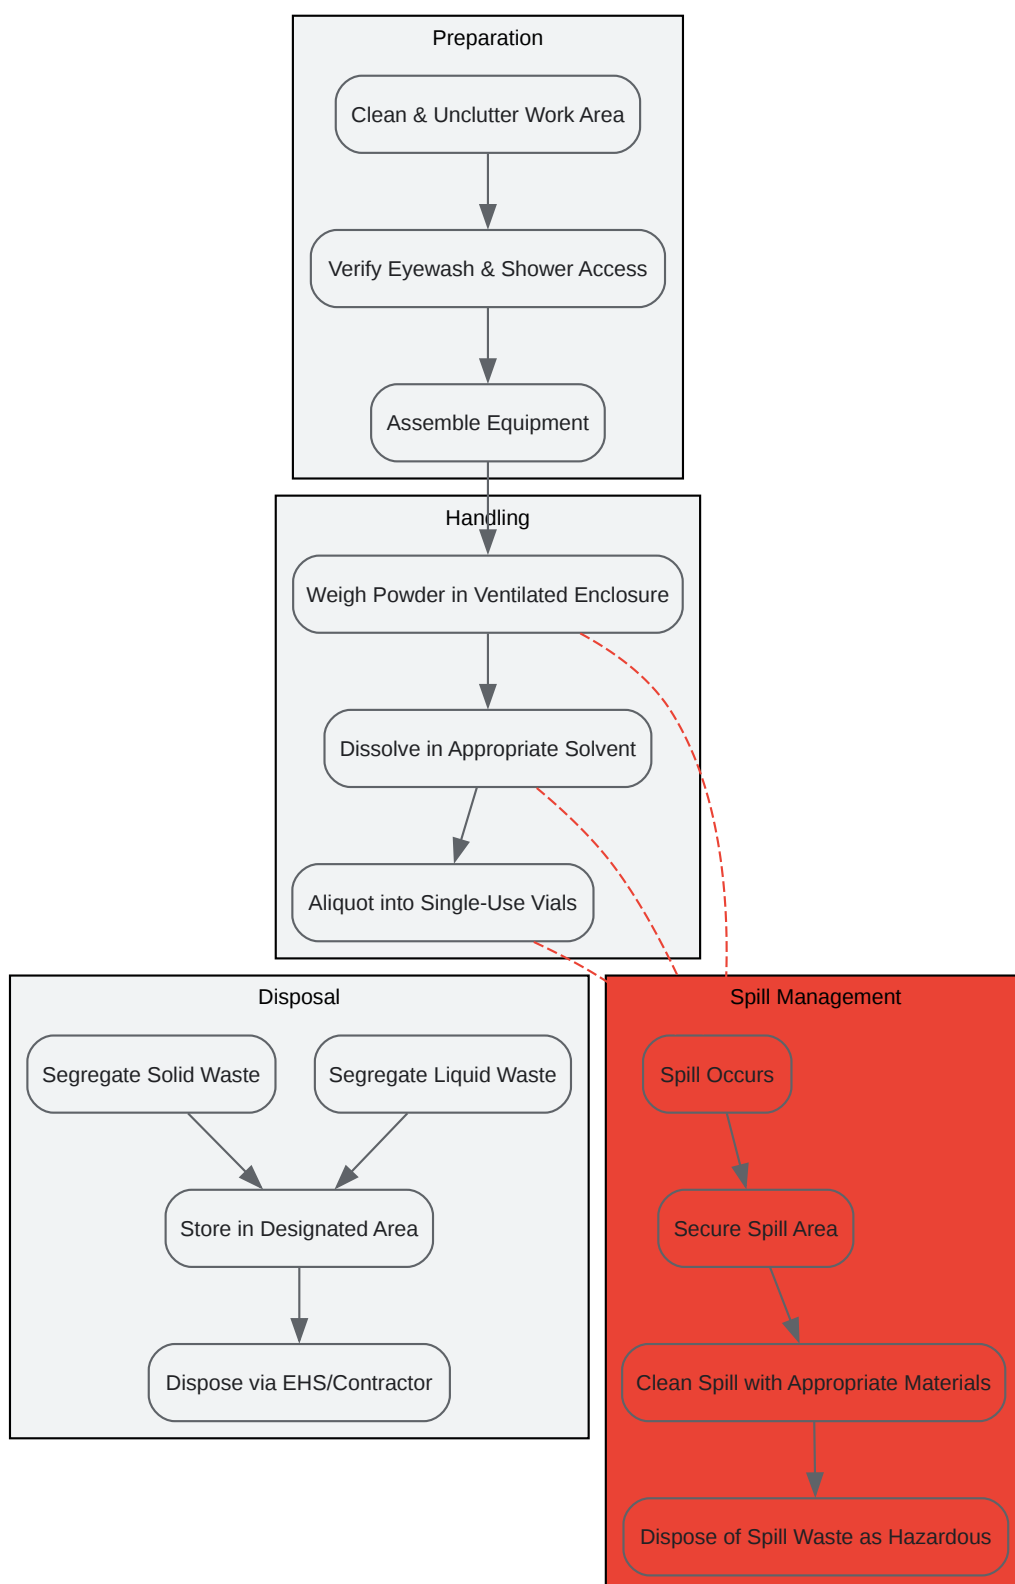 Preparation
Clean & Unclutter Work Area
Verify Eyewash & Shower Access
Assemble Equipment
Handling
Weigh Powder in Ventilated Enclosure
Dissolve in Appropriate Solvent
Aliquot into Single-Use Vials
Disposal
Segregate Solid Waste
Segregate Liquid Waste
Store in Designated Area
Dispose via EHS/Contractor
Spill Management
Spill Occurs
Secure Spill Area
Clean Spill with Appropriate Materials
Dispose of Spill Waste as Hazardous